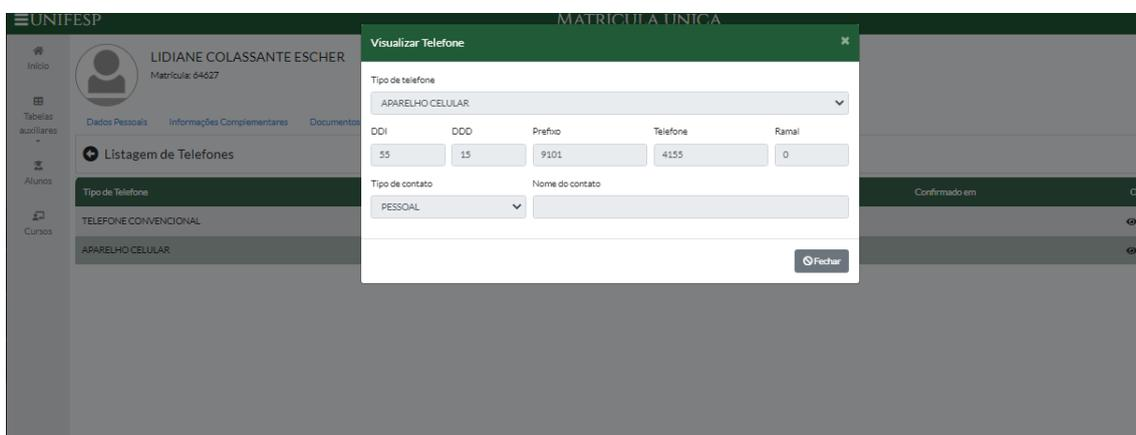 UNIFESP
MATRÍCULA ÚNICA
Início
Tabelas
auxiliares
Alunos
Cursos
LIDIANE COLASSANTE ESCHER
Matrícula: 64627
Dados Pessoais Informações Complementares Documentos
Listagem de Telefones
Tipo de Telefone Confirmado em
TELEFONE CONVENCIONAL
APARELHO CELULAR
Visualizar Telefone ×
Tipo de telefone
APARELHO CELULAR
DDI DDD Prefixo Telefone Ramal
55 15 9101 4155 0
Tipo de contato Nome do contato
PESSOAL
Fechar